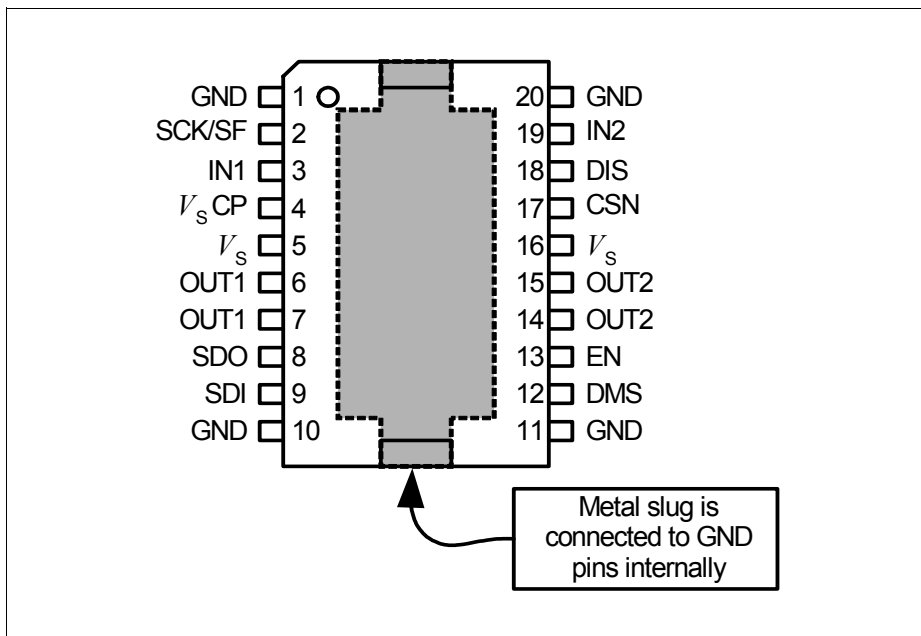 GND 1 20 GND
SCK/SF 2 19 IN2
IN1 3 18 DIS
VS CP 4 17 CSN
VS 5 16 VS
OUT1 6 15 OUT2
OUT1 7 14 OUT2
SDO 8 13 EN
SDI 9 12 DMS
GND 10 11 GND
Metal slug is
connected to GND
pins internally